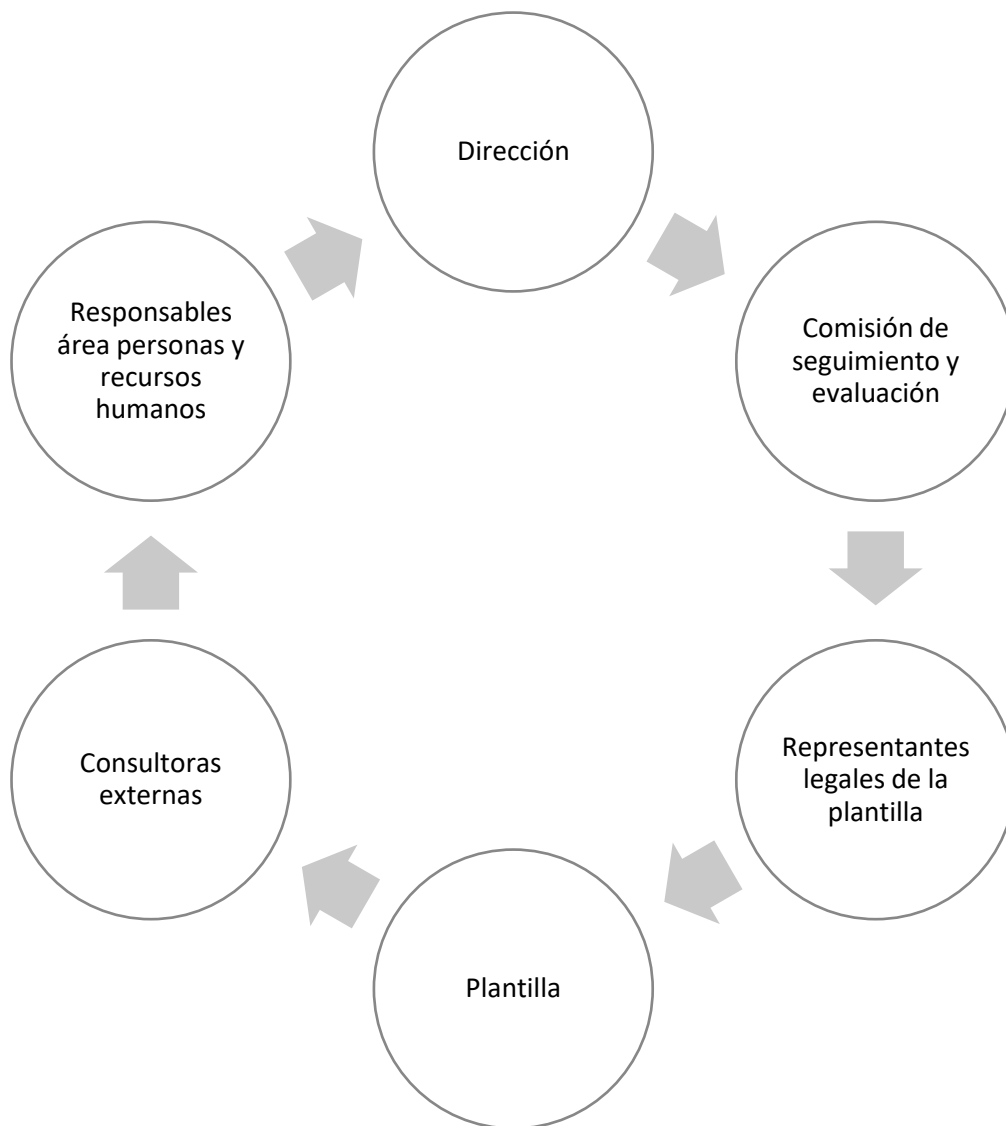 Dirección
Comisión de
seguimiento y
evaluación
Representantes
legales de la
plantilla
Plantilla
Consultoras
externas
Responsables
área personas y
recursos
humanos